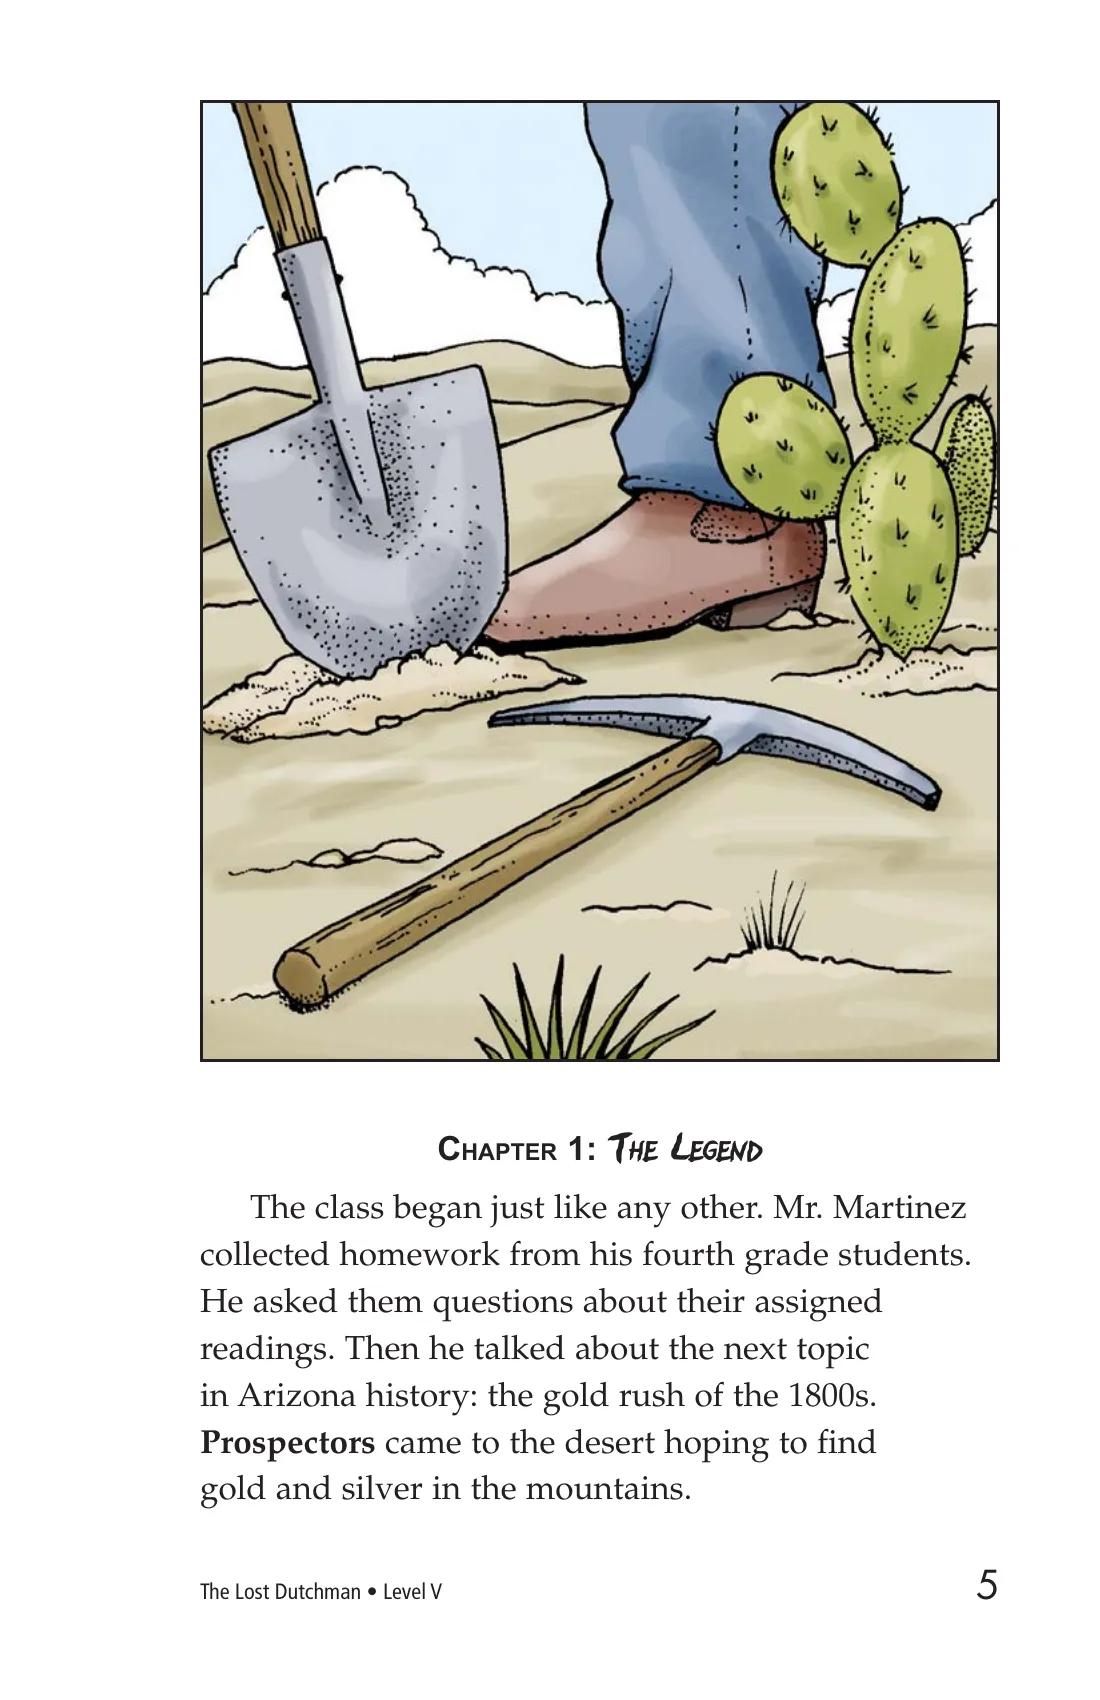 CHAPTER 1: THE LEGEND
The class began just like any other. Mr. Martinez
collected homework from his fourth grade students.
He asked them questions about their assigned
readings. Then he talked about the next topic
in Arizona history: the gold rush of the 1800s.
Prospectors came to the desert hoping to find
gold and silver in the mountains.
The Lost Dutchman • Level V
5